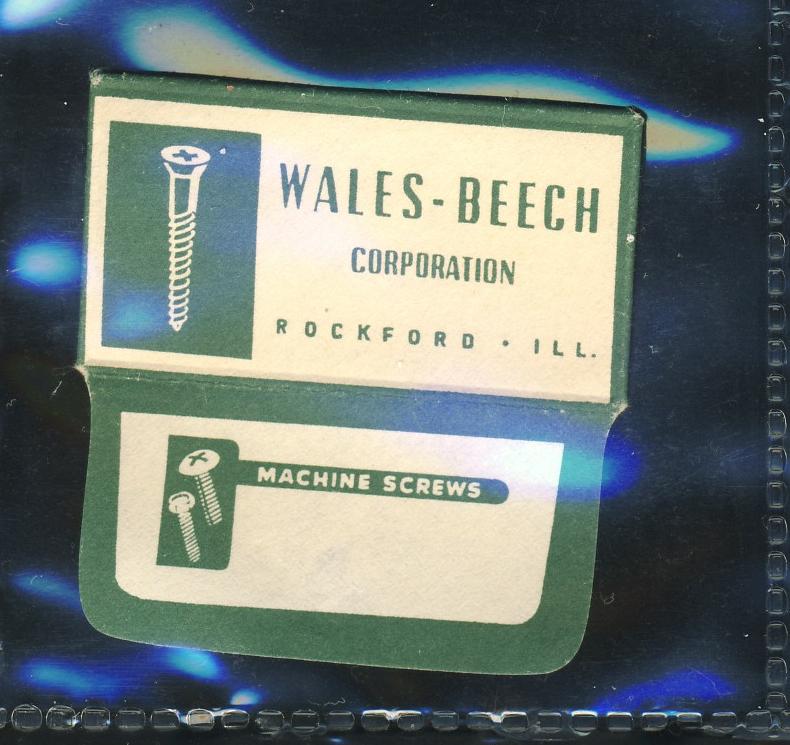 WALES-BEECH
CORPORATION
ROCKFORD • ILL.
MACHINE SCREWS